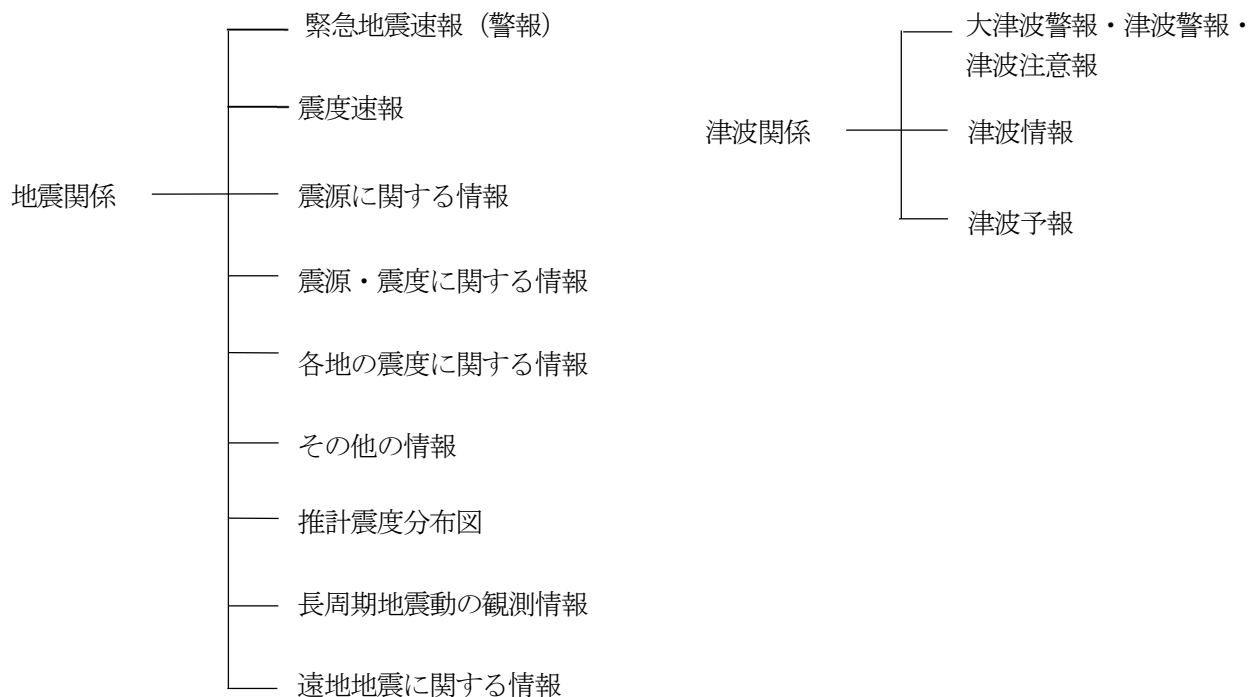 地震関係
緊急地震速報（警報）
震度速報
震源に関する情報
震源・震度に関する情報
各地の震度に関する情報
その他の情報
推計震度分布図
長周期地震動の観測情報
遠地地震に関する情報
津波関係
大津波警報・津波警報・
津波注意報
津波情報
津波予報